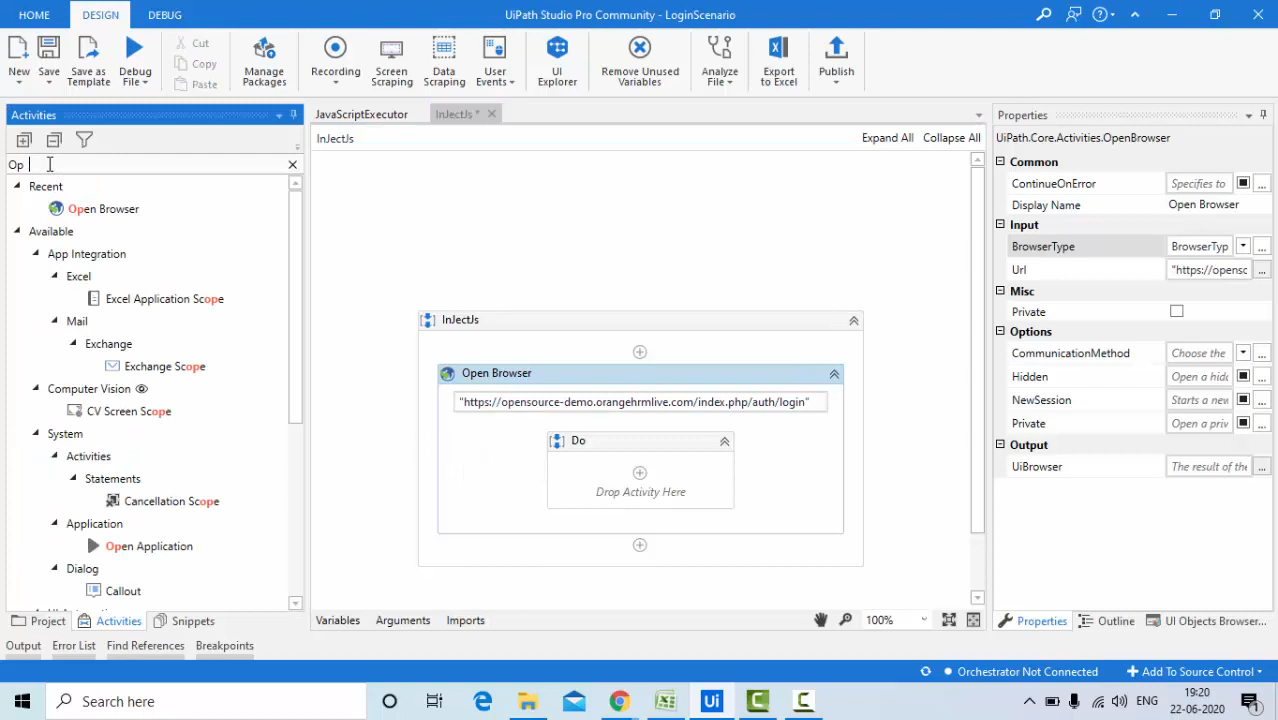 HOME DESIGN DEBUG UiPath Studio Pro Community - LoginScenario
New Save Save as Template Debug File Cut Copy Paste Manage Packages Recording Screen Scraping Data Scraping User Events UI Explorer Remove Unused Variables Analyze File Export to Excel Publish
Activities
Op
Recent
Open Browser
Available
App Integration
Excel
Excel Application Scope
Mail
Exchange
Exchange Scope
Computer Vision
CV Screen Scope
System
Activities
Statements
Cancellation Scope
Application
Open Application
Dialog
Callout
Project Activities Snippets
JavaScriptExecutor InJectJs *
InJectJs Expand All Collapse All
InJectJs
Open Browser
"https://opensource-demo.orangehrmlive.com/index.php/auth/login"
Do
Drop Activity Here
Variables Arguments Imports 100%
Properties
UiPath.Core.Activities.OpenBrowser
Common
ContinueOnError Specifies to ...
Display Name Open Browser
Input
BrowserType BrowserTyp ...
Url "https://opensc ...
Misc
Private
Options
CommunicationMethod Choose the ...
Hidden Open a hida ...
NewSession Starts a new ...
Private Open a priv ...
Output
UiBrowser The result of the ...
Properties Outline UI Objects Browser...
Output Error List Find References Breakpoints
Orchestrator Not Connected Add To Source Control
Type here Search here ENG 19:20
22-06-2020